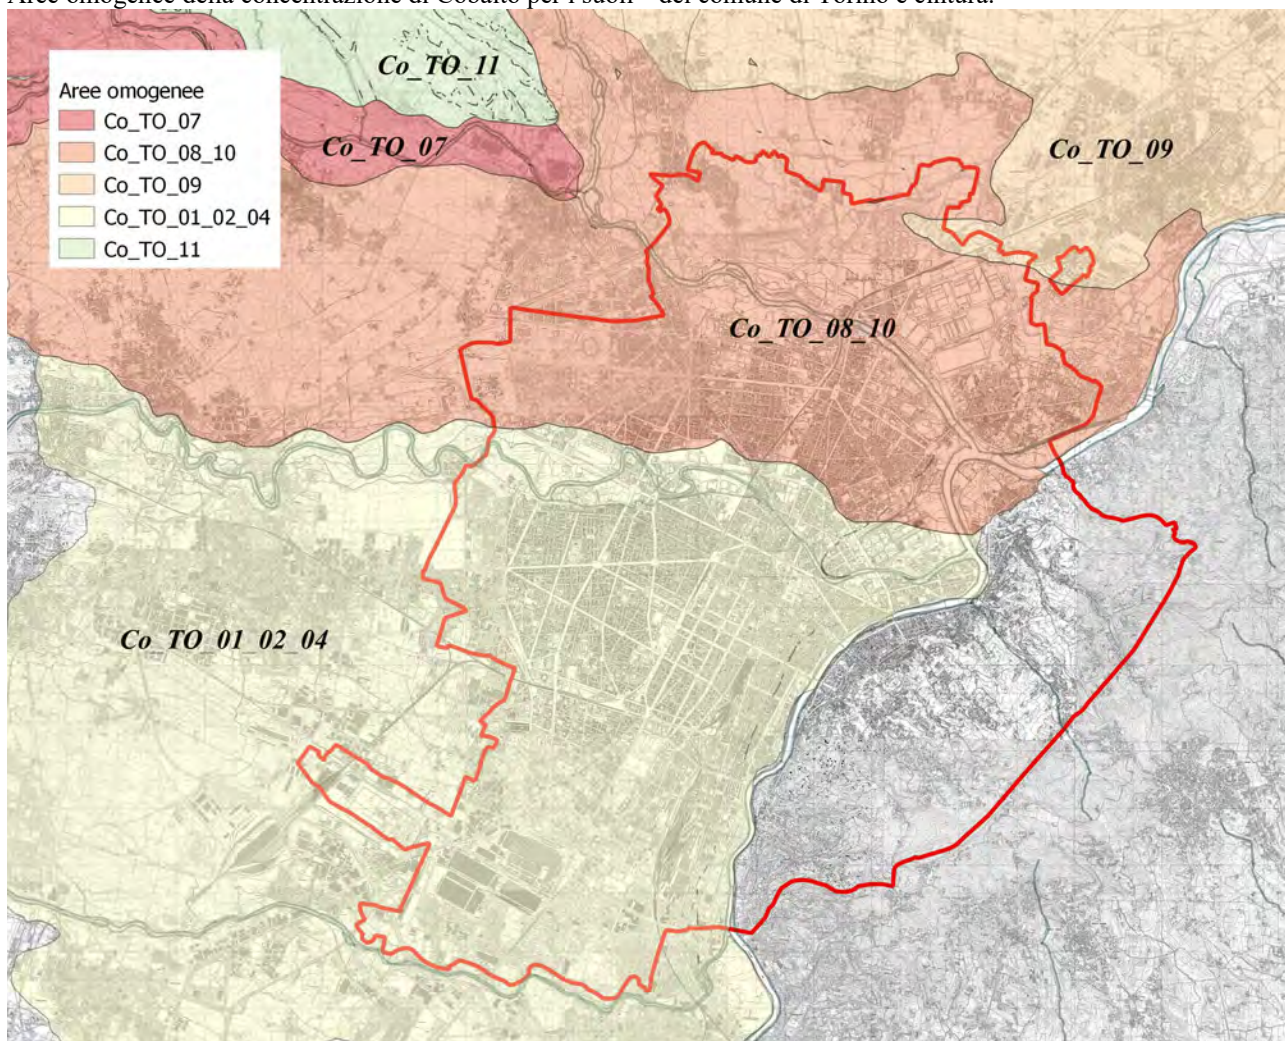 Aree omogenee della concentrazione di Cobalto per i suoli del comune di Torino e cintura.
Aree omogenee
Co_TO_07
Co_TO_08_10
Co_TO_09
Co_TO_01_02_04
Co_TO_11
Co_TO_11
Co_TO_07
Co_TO_09
Co_TO_08_10
Co_TO_01_02_04